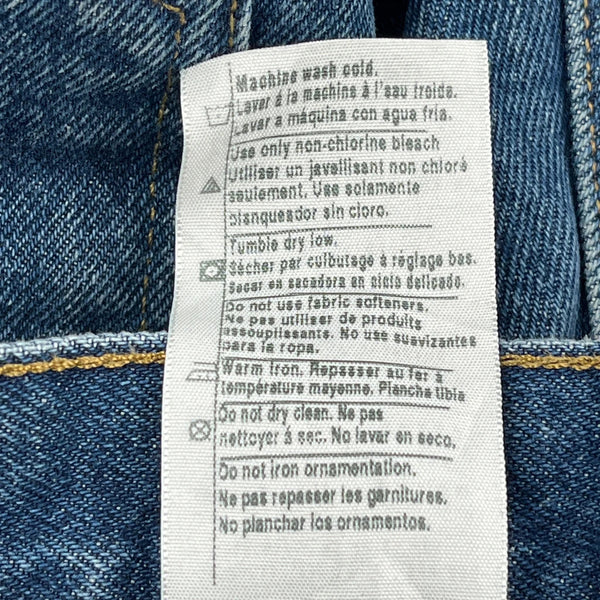 Machine wash cold.
Laver à la machine à l'eau froide.
Lavar a máquina con agua fria.
Use only non-chlorine bleach
Utiliser un javellisant non chloré
seulement. Use solamente
blanqueador sin cloro.
Tumble dry low.
Sécher par culbutage à réglage bas.
Secar en secadora en ciclo delicado.
Do not use fabric softeners.
Ne pas utiliser de produits
assouplissants. No use suavizantes
para la ropa.
Warm iron. Repasser au fer à
température moyenne. Plancha tibia
Do not dry clean. Ne pas
nettoyer à sec. No lavar en seco.
Do not iron ornamentation.
Ne pas repasser les garnitures.
No planchar los ornamentos.